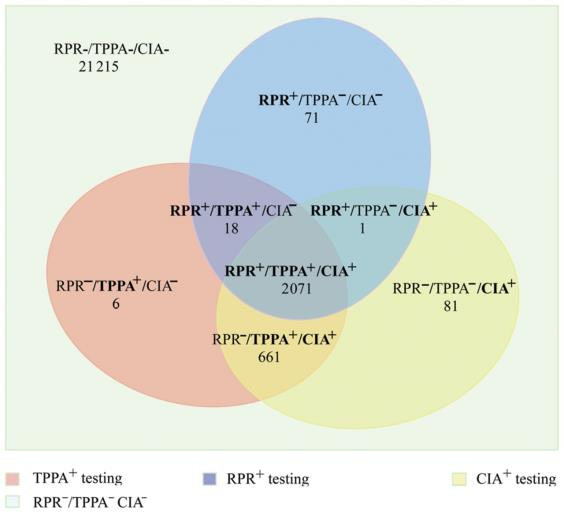 RPR-/TPPA-/CIA-
21 215
RPR⁺/TPPA⁻/CIA⁻
71
RPR⁺/TPPA⁺/CIA⁻
18
RPR⁺/TPPA⁻/CIA⁺
1
RPR⁺/TPPA⁺/CIA⁺
2071
RPR⁻/TPPA⁺/CIA⁻
6
RPR⁻/TPPA⁻/CIA⁺
81
RPR⁻/TPPA⁺/CIA⁺
661
TPPA⁺ testing
RPR⁺ testing
CIA⁺ testing
RPR⁻/TPPA⁻ CIA⁻